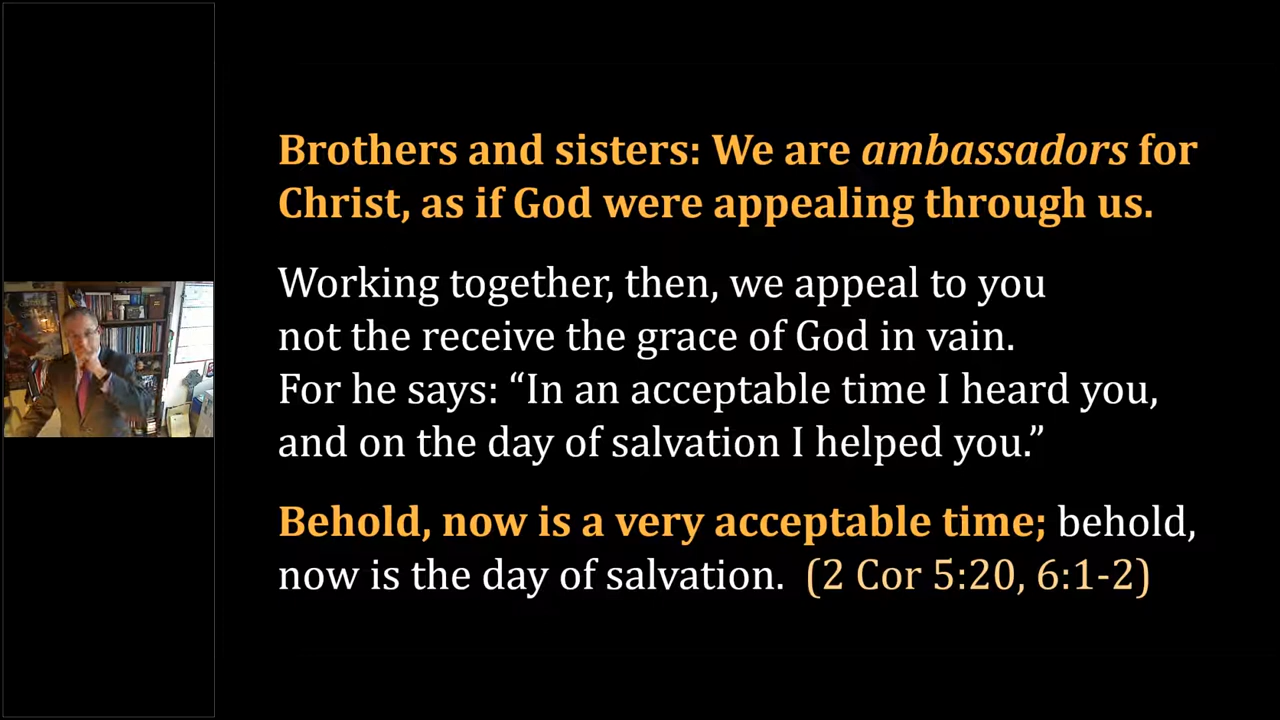 Brothers and sisters: We are ambassadors for
Christ, as if God were appealing through us.
Working together, then, we appeal to you
not the receive the grace of God in vain.
For he says: “In an acceptable time I heard you,
and on the day of salvation I helped you.”
Behold, now is a very acceptable time; behold,
now is the day of salvation. (2 Cor 5:20, 6:1-2)